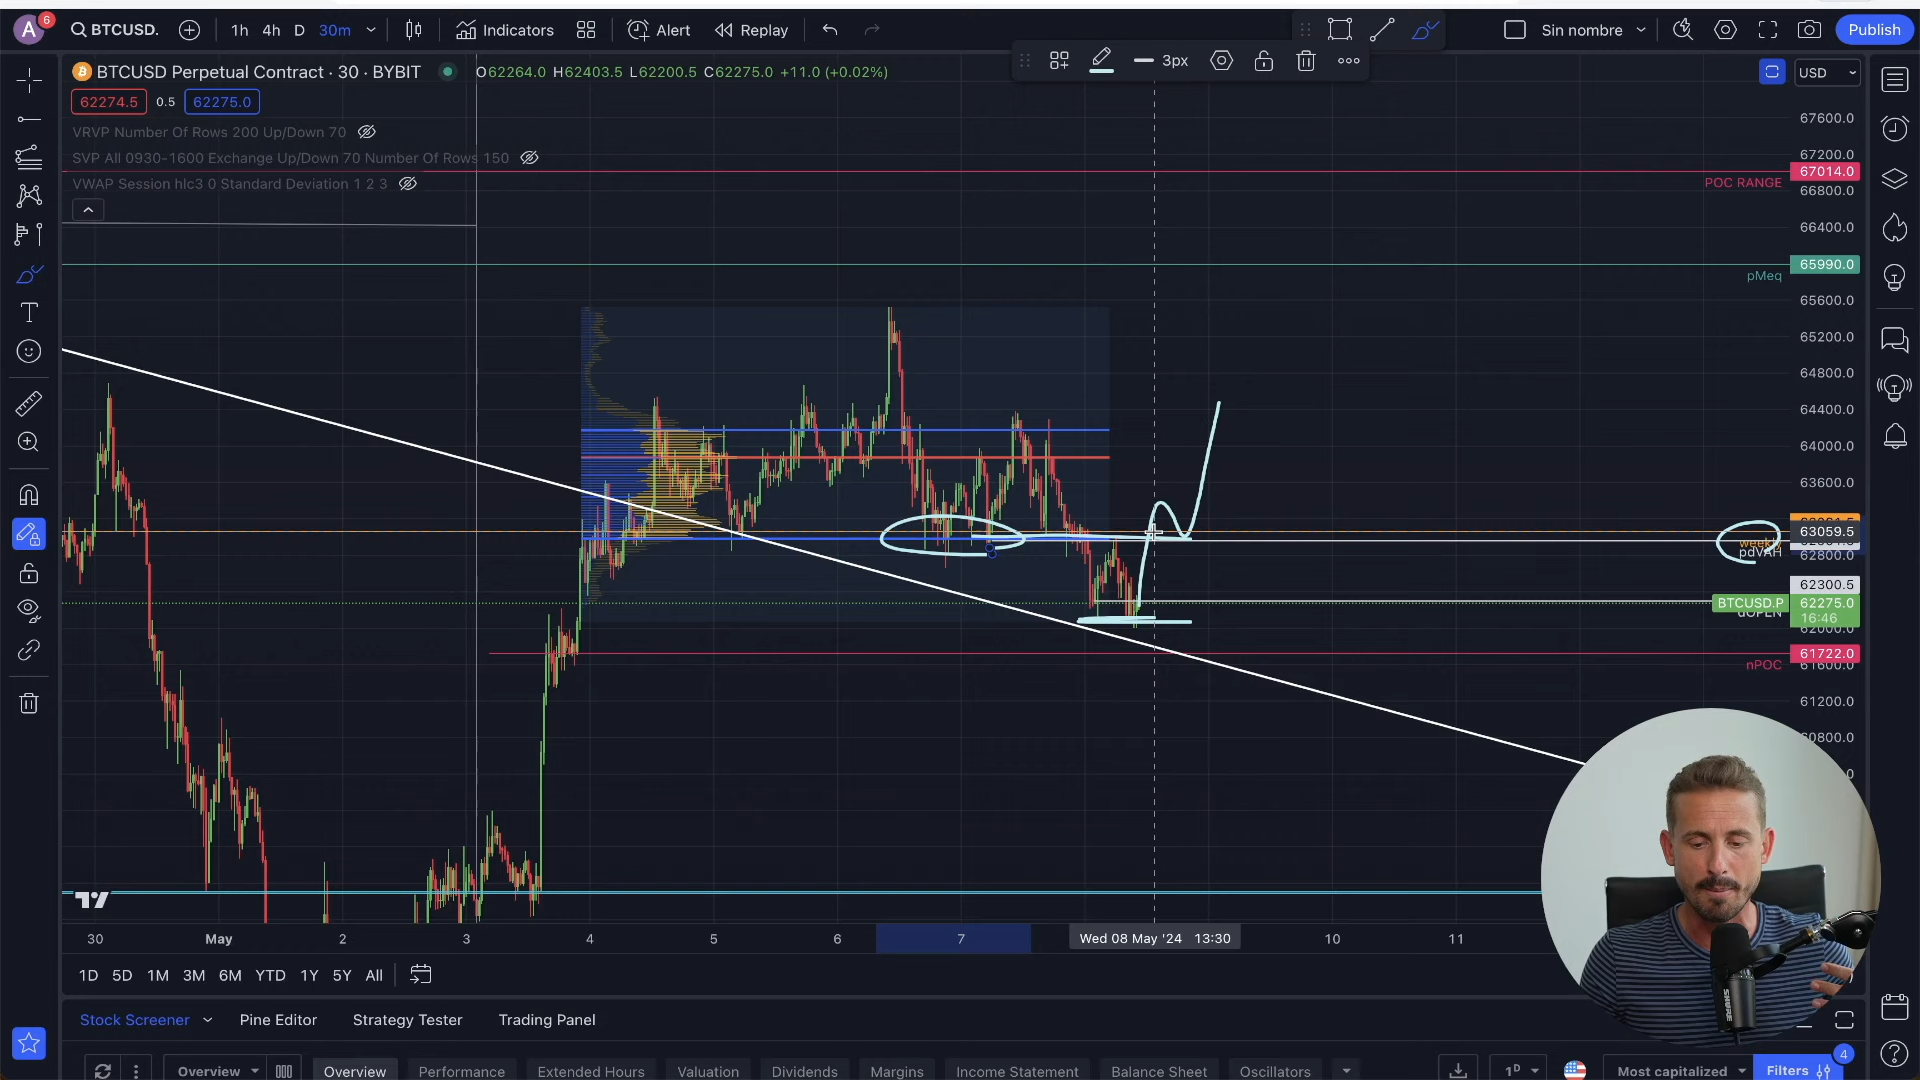 A 6 BTCUSD. 1h 4h D 30m Indicators Alert Replay Sin nombre Publish
3px
BTCUSD Perpetual Contract · 30 · BYBIT O62264.0 H62403.5 L62200.5 C62275.0 +11.0 (+0.02%) USD
62274.5 0.5 62275.0
VRVP Number Of Rows 200 Up/Down 70
SVP All 0930-1600 Exchange Up/Down 70 Number Of Rows 150
VWAP Session hlc3 0 Standard Deviation 1 2 3
67600.0
67200.0
67014.0
POC RANGE
66800.0
66400.0
65990.0
pMeq
65600.0
65200.0
64800.0
64400.0
64000.0
63600.0
63059.5
weekly
pdVAH
62800.0
62300.5
BTCUSD.P 62275.0
16:46
dOPEN
62000.0
61722.0
nPOC
61600.0
61200.0
60800.0
30 May 2 3 4 5 6 7 Wed 08 May '24 13:30 10 11
1D 5D 1M 3M 6M YTD 1Y 5Y All
Stock Screener Pine Editor Strategy Tester Trading Panel
SHURE
4
Overview Overview Performance Extended Hours Valuation Dividends Margins Income Statement Balance Sheet Oscillators 1D Most capitalized Filters